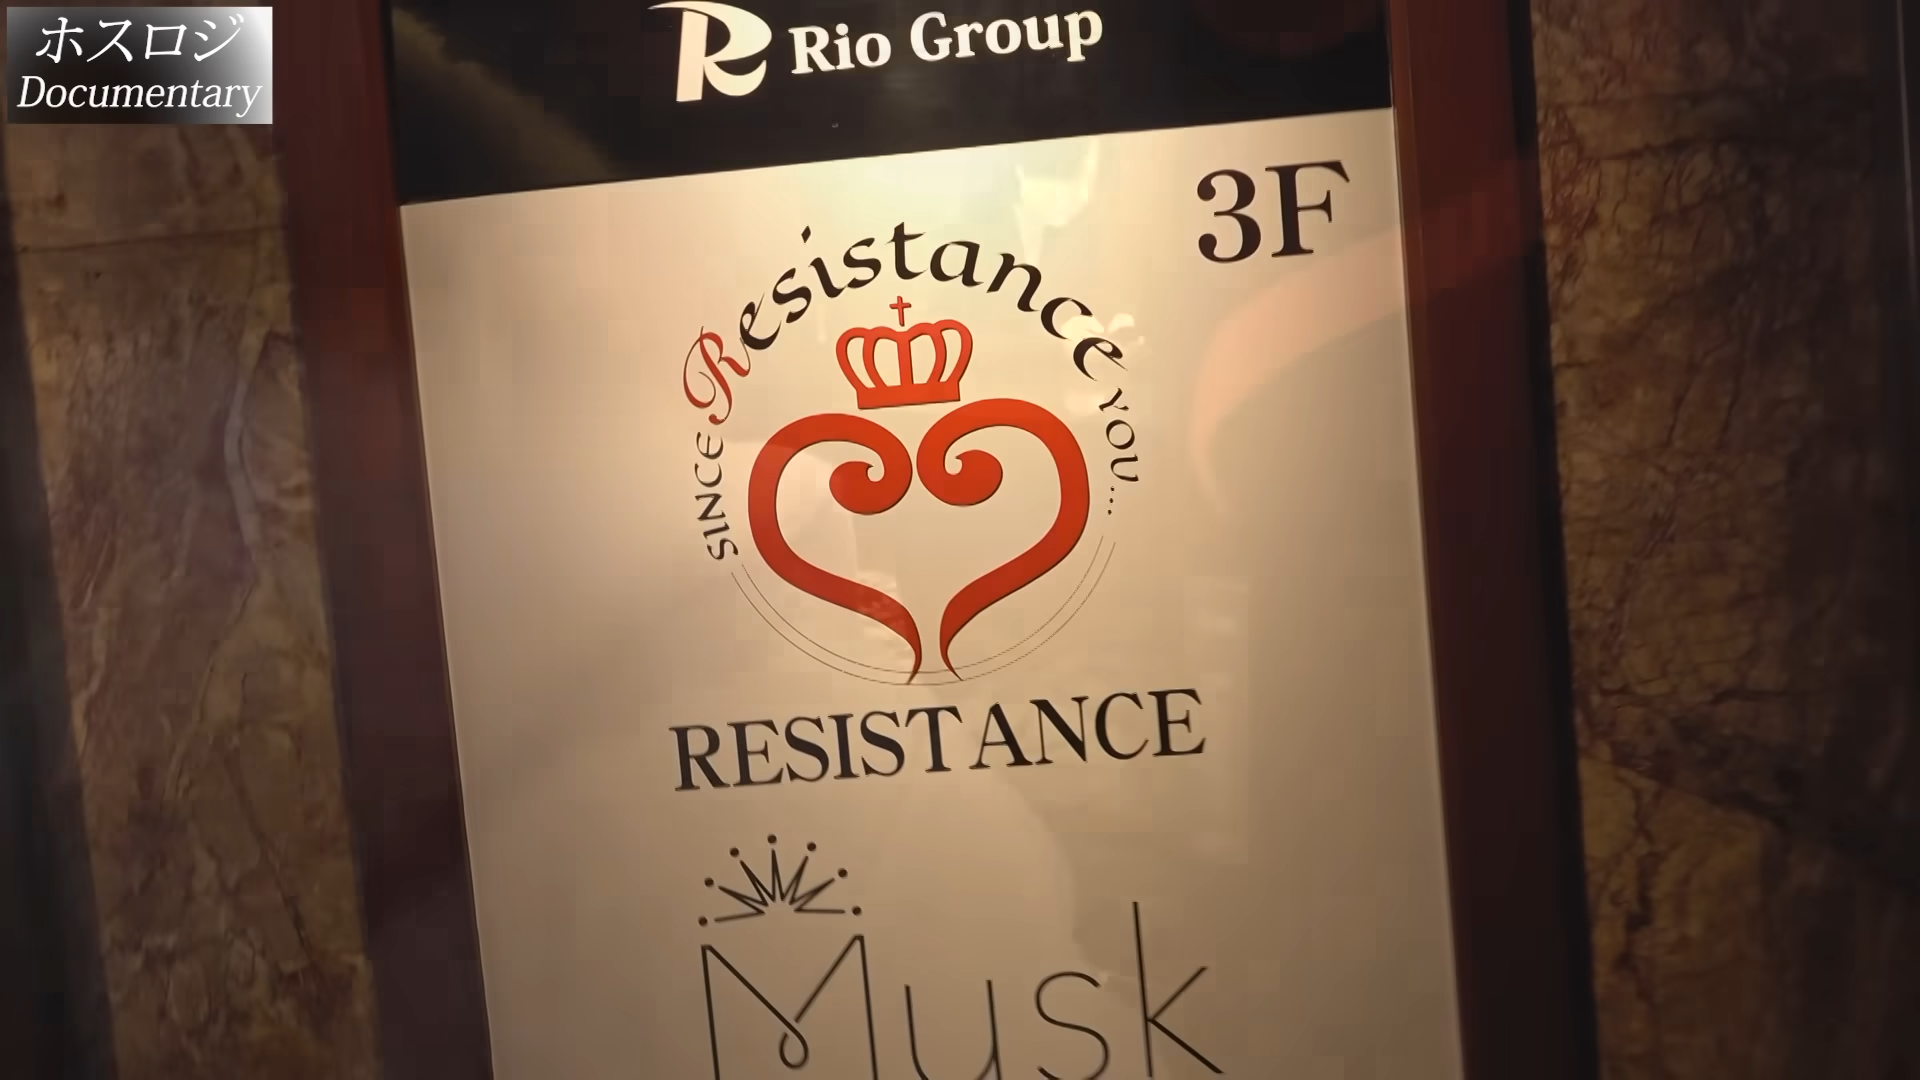 ホスロジ
Documentary
R Rio Group
3F
SINCE Resistance YOU...
RESISTANCE
Musk